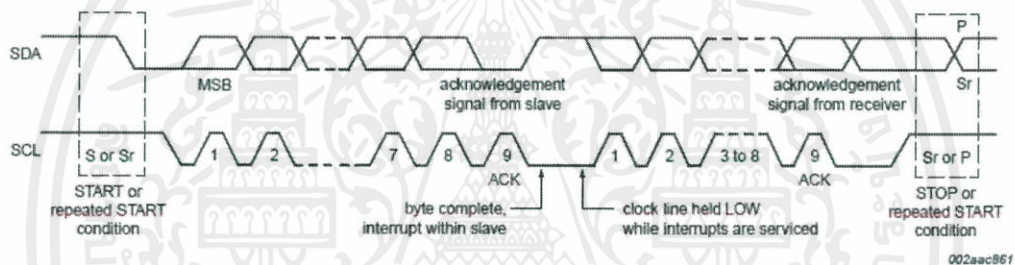 SDA
MSB
acknowledgement
signal from slave
acknowledgement
signal from receiver
P
Sr
SCL
S or Sr
1
2
7
8
9
ACK
1
2
3 to 8
9
ACK
Sr or P
START or
repeated START
condition
byte complete,
interrupt within slave
clock line held LOW
while interrupts are serviced
STOP or
repeated START
condition
002aac861